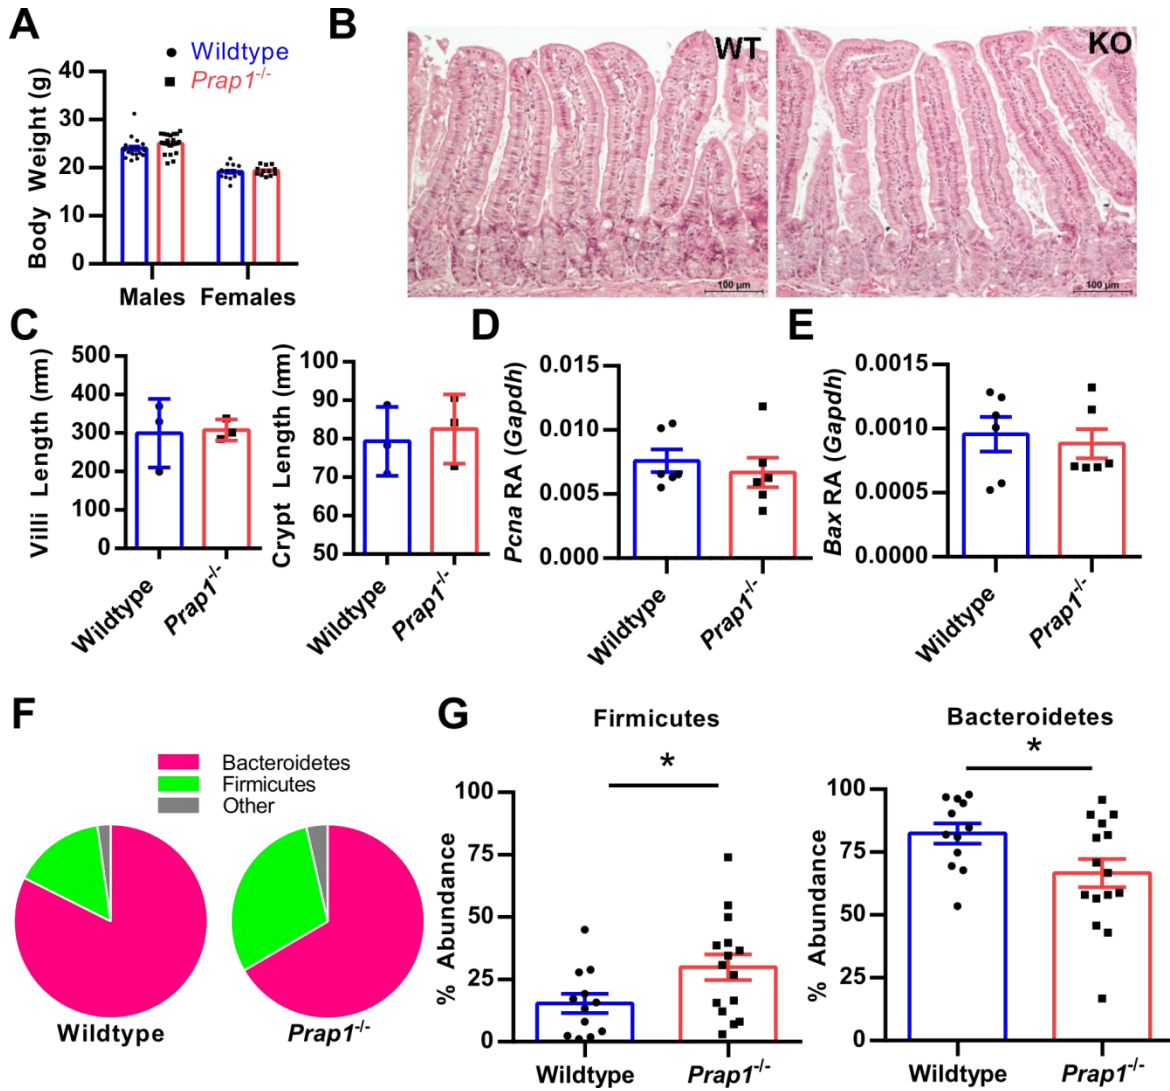 A
Wildtype
Prap1-/-
Body Weight (g)
40
30
20
10
0
Males Females
B
WT
100 µm
KO
100 µm
C
Villi Length (mm)
500
400
300
200
100
0
Wildtype
Prap1-/-
Crypt Length (mm)
100
90
80
70
60
50
Wildtype
Prap1-/-
D
Pcna RA (Gapdh)
0.015
0.010
0.005
0.000
Wildtype
Prap1-/-
E
Bax RA (Gapdh)
0.0015
0.0010
0.0005
0.0000
Wildtype
Prap1-/-
F
Bacteroidetes
Firmicutes
Other
Wildtype
Prap1-/-
G
Firmicutes
*
% Abundance
100
75
50
25
0
Wildtype Prap1-/-
Bacteroidetes
*
% Abundance
100
75
50
25
0
Wildtype Prap1-/-